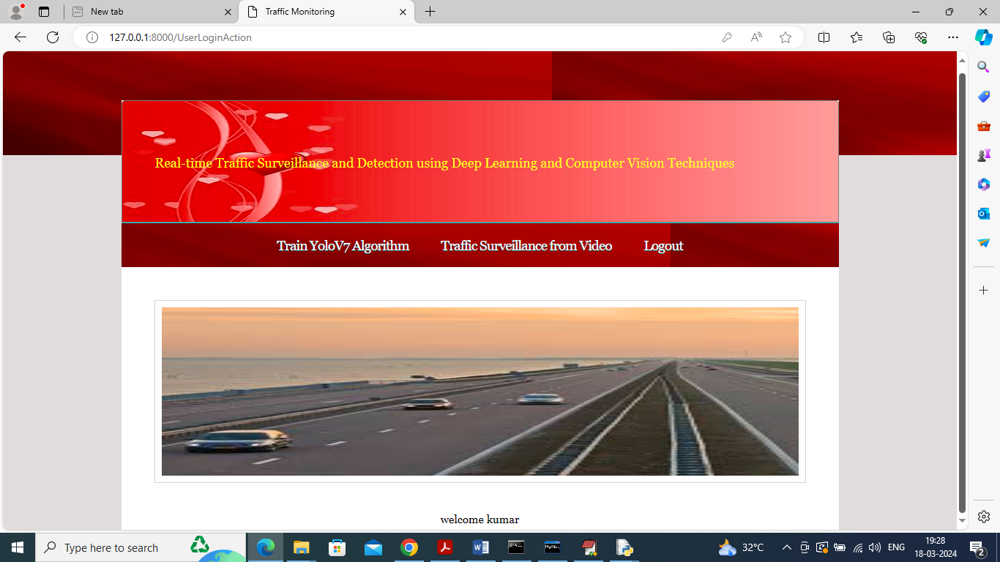 New tab
Traffic Monitoring
127.0.0.1:8000/UserLoginAction
Real-time Traffic Surveillance and Detection using Deep Learning and Computer Vision Techniques
Train YoloV7 Algorithm
Traffic Surveillance from Video
Logout
welcome kumar
Type here to search
32°C
ENG
19:28
18-03-2024
2